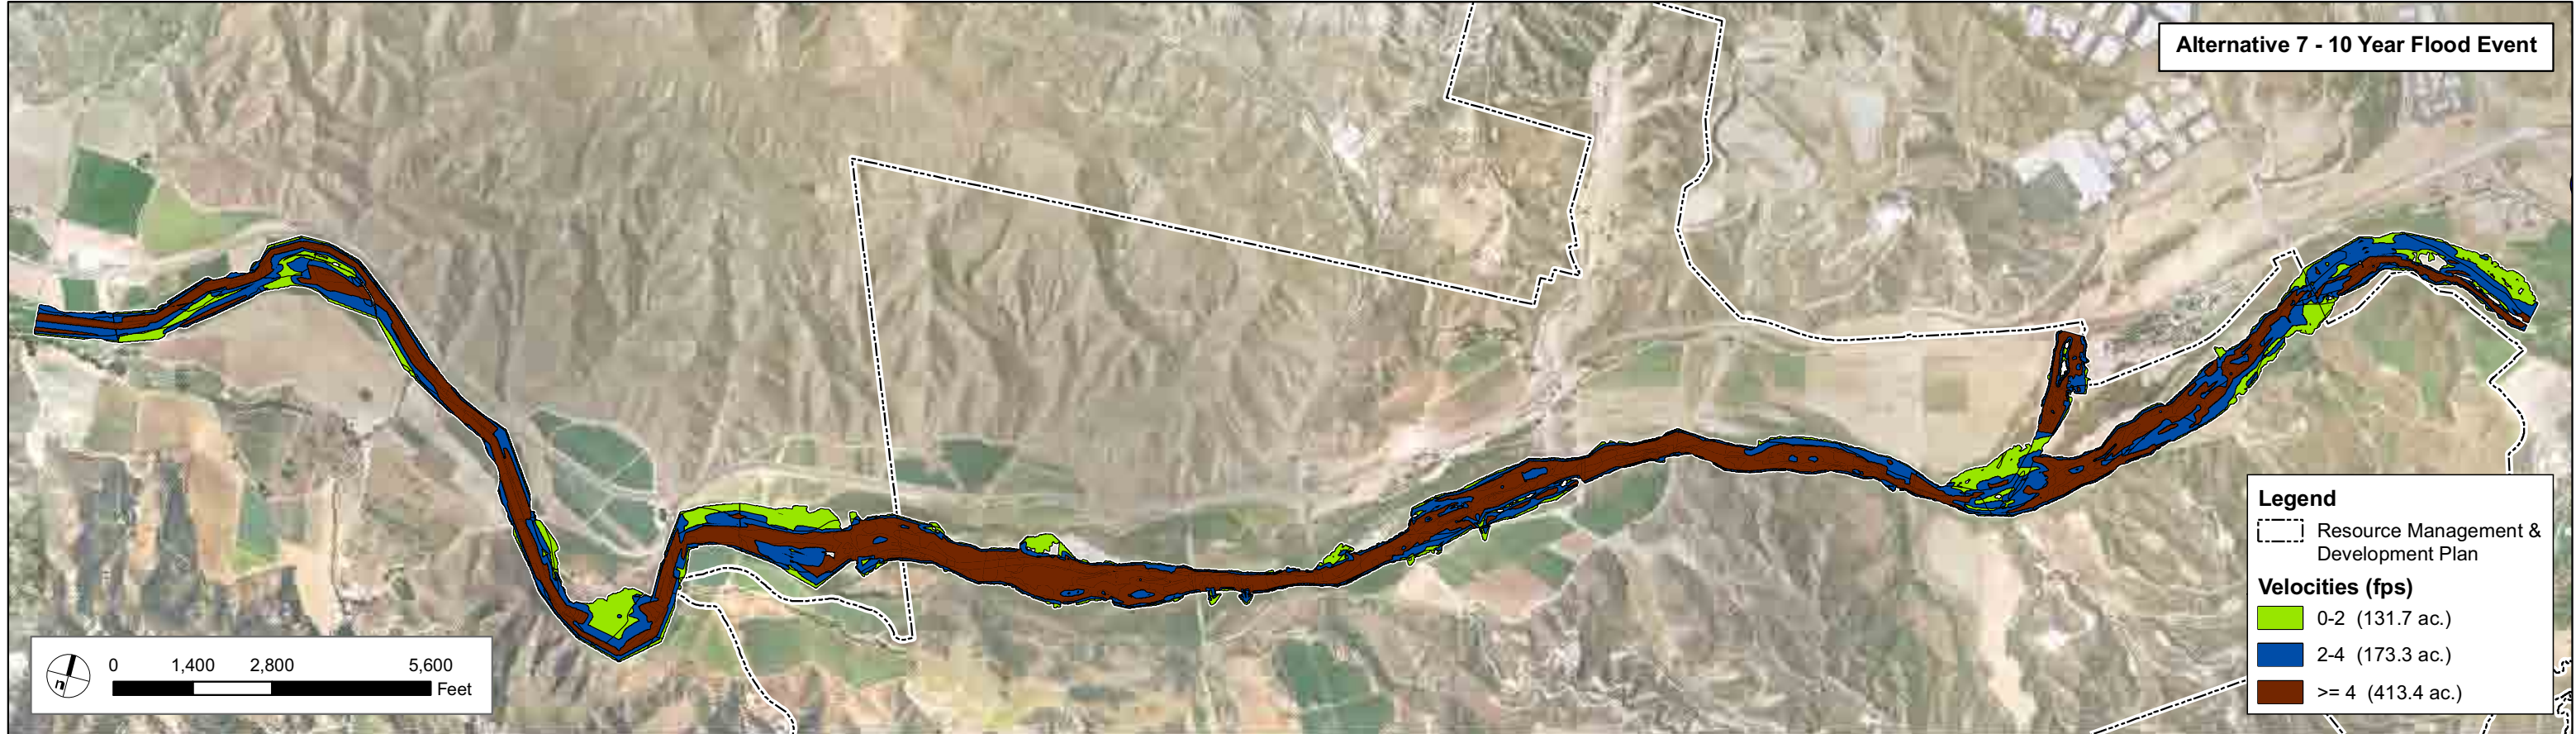 Alternative 7 - 10 Year Flood Event
Legend
Resource Management &
Development Plan
Velocities (fps)
0-2 (131.7 ac.)
2-4 (173.3 ac.)
>= 4 (413.4 ac.)
n
0 1,400 2,800 5,600
Feet